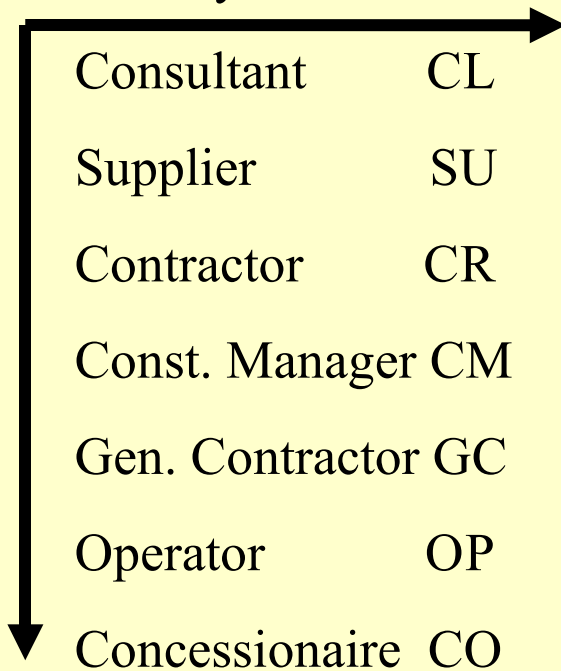 Consultant CL
Supplier SU
Contractor CR
Const. Manager CM
Gen. Contractor GC
Operator OP
Concessionaire CO